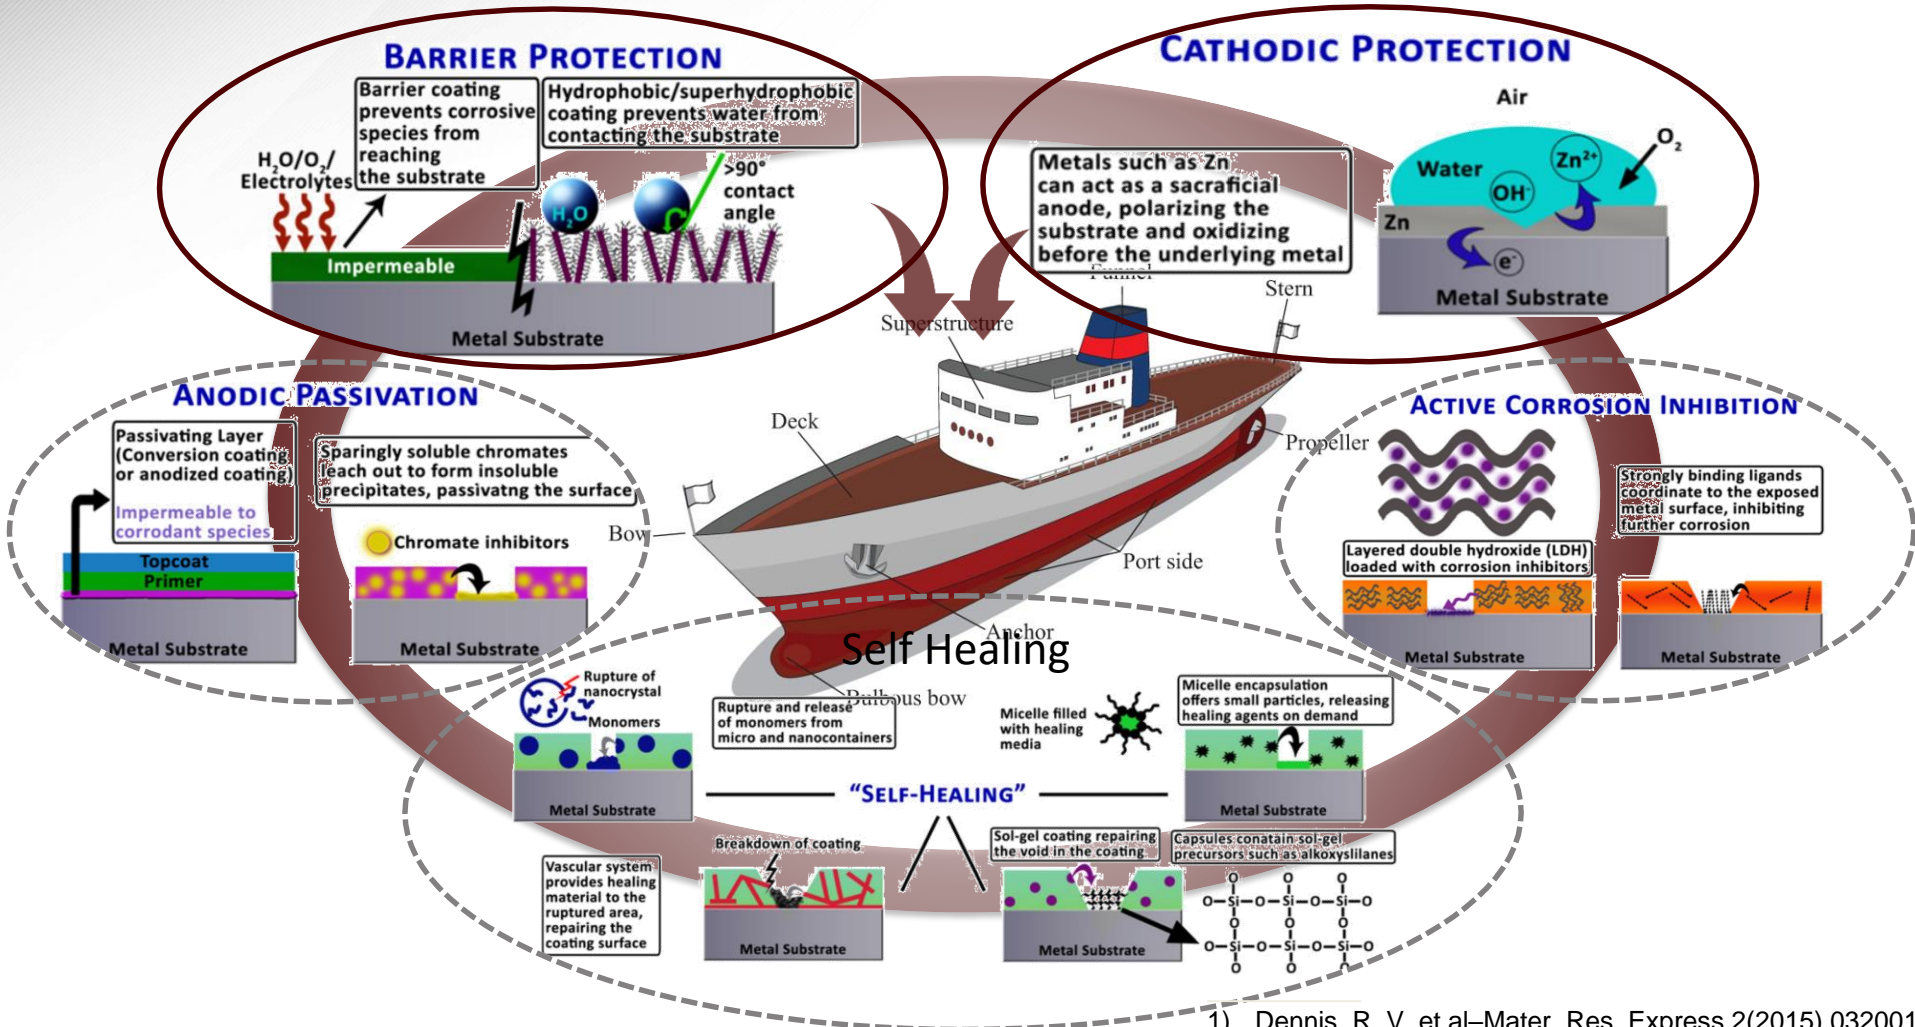 BARRIER PROTECTION
Barrier coating
prevents corrosive
species from
reaching
the substrate
Hydrophobic/superhydrophobic
coating prevents water from
contacting the substrate
H₂O/O₂/
Electrolytes
>90°
contact
angle
H₂O
Impermeable
Metal Substrate
CATHODIC PROTECTION
Air
O₂
Water
Zn²⁺
OH⁻
Zn
e⁻
Metal Substrate
Metals such as Zn
can act as a sacraficial
anode, polarizing the
substrate and oxidizing
before the underlying metal
Funnel
Stern
Superstructure
Deck
Propeller
Bow
Port side
Anchor
Bulbous bow
ANODIC PASSIVATION
Passivating Layer
(Conversion coating
or anodized coating)
Impermeable to
corrodant species
Sparingly soluble chromates
leach out to form insoluble
precipitates, passivatng the surface
Chromate inhibitors
Topcoat
Primer
Metal Substrate
Metal Substrate
ACTIVE CORROSION INHIBITION
Strongly binding ligands
coordinate to the exposed
metal surface, inhibiting
further corrosion
Layered double hydroxide (LDH)
loaded with corrosion inhibitors
Metal Substrate
Metal Substrate
Self Healing
Rupture of
nanocrystal
Monomers
Rupture and release
of monomers from
micro and nanocontainers
Metal Substrate
Micelle filled
with healing
media
Micelle encapsulation
offers small particles, releasing
healing agents on demand
Metal Substrate
“SELF-HEALING”
Vascular system
provides healing
material to the
ruptured area,
repairing the
coating surface
Breakdown of coating
Metal Substrate
Sol-gel coating repairing
the void in the coating
Metal Substrate
Capsules conatain sol-gel
precursors such as alkoxyslilanes
O O O
O–Si–O–Si–O–Si–O
O O O
O–Si–O–Si–O–Si–O
O O O
1) Dennis, R. V, et al–Mater. Res. Express 2(2015) 032001